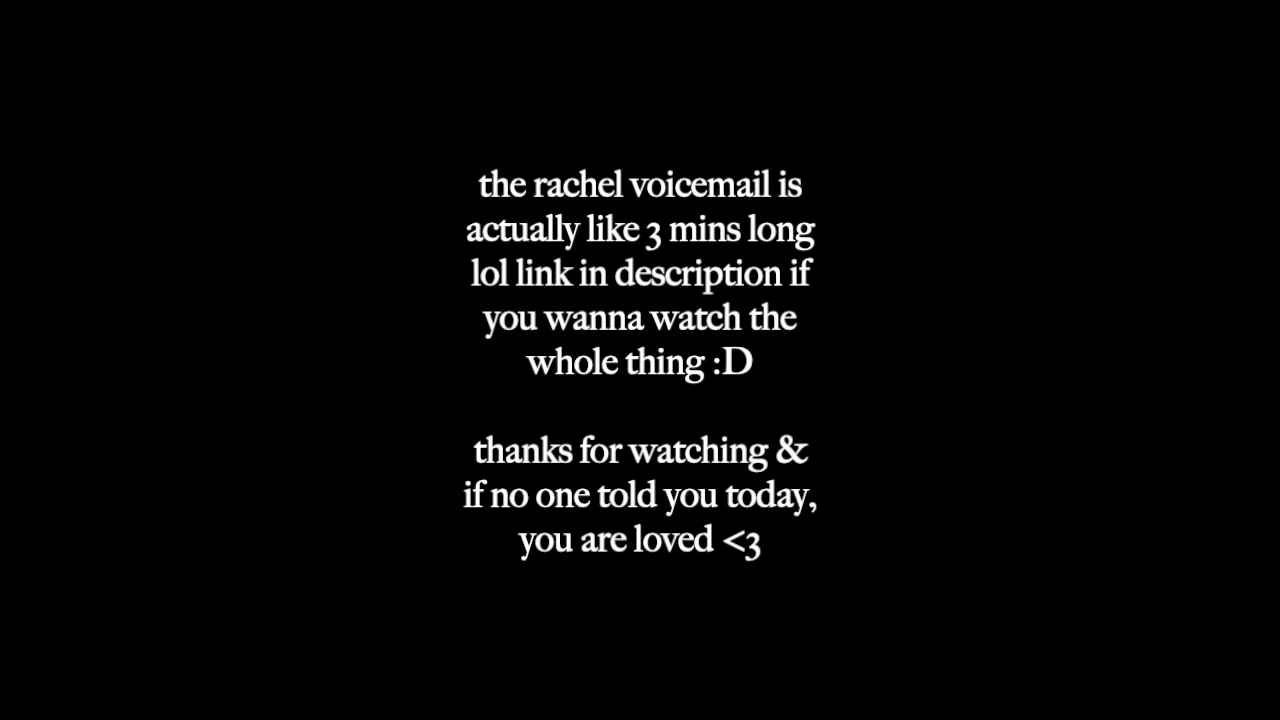 the rachel voicemail is
actually like 3 mins long
lol link in description if
you wanna watch the
whole thing :D
thanks for watching &
if no one told you today,
you are loved <3